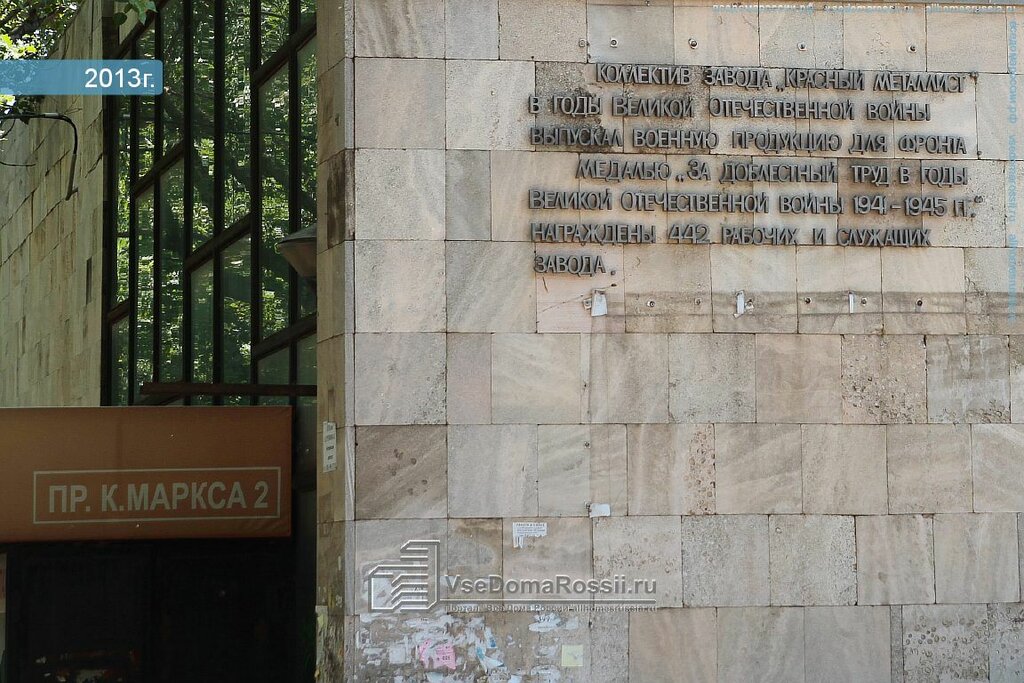 2013г.
КОЛЛЕКТИВ ЗАВОДА „КРАСНЫЙ МЕТАЛЛИСТ
В ГОДЫ ВЕЛИКОЙ ОТЕЧЕСТВЕННОЙ ВОЙНЫ
ВЫПУСКАЛ ВОЕННУЮ ПРОДУКЦИЮ ДЛЯ ФРОНТА.
МЕДАЛЬЮ „ЗА ДОБЛЕСТНЫЙ ТРУД В ГОДЫ
ВЕЛИКОЙ ОТЕЧЕСТВЕННОЙ ВОЙНЫ 1941-1945 ГГ."
НАГРАЖДЕНЫ 442 РАБОЧИХ И СЛУЖАЩИХ
ЗАВОДА.
ПР. К.МАРКСА 2
VseDomaRossii.ru